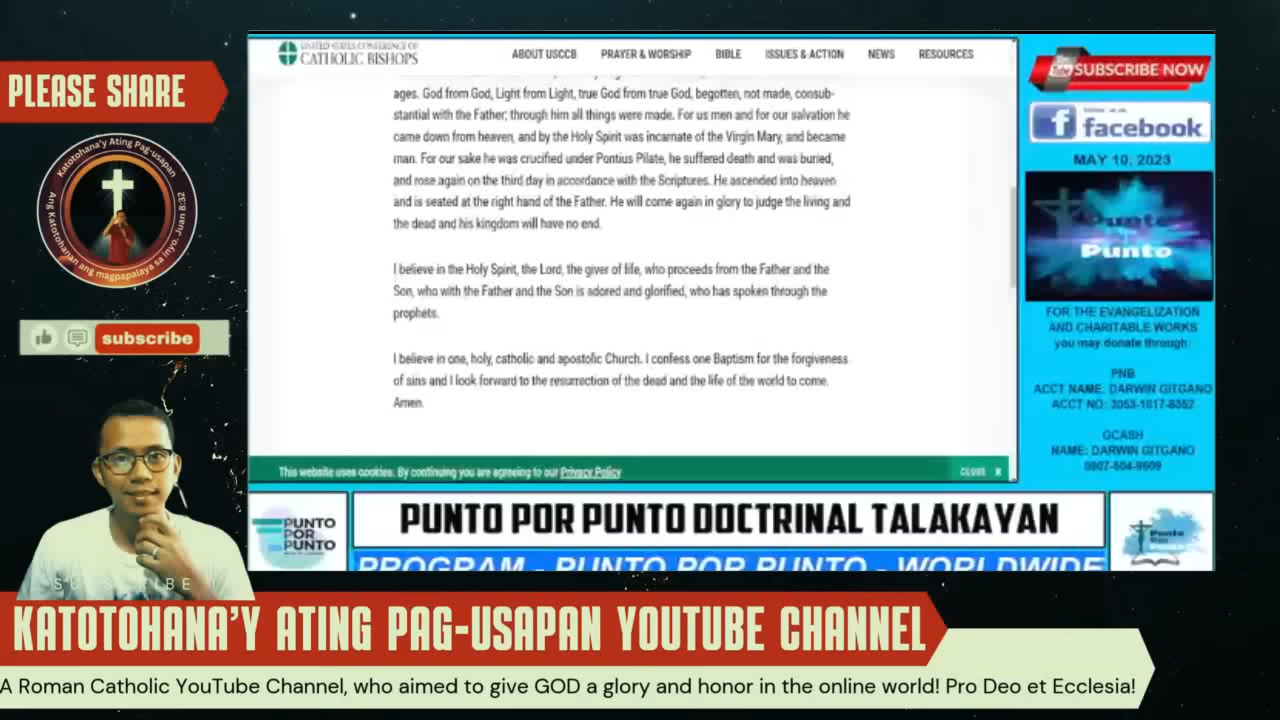 PLEASE SHARE
Katotohana'y Ating Pag-usapan
Ang Katotohanan ang magpapalaya sa inyo. Juan 8:32
subscribe
SUBSCRIBE
UNITED STATES CONFERENCE OF
CATHOLIC BISHOPS
ABOUT USCCB PRAYER & WORSHIP BIBLE ISSUES & ACTION NEWS RESOURCES
ages. God from God, Light from Light, true God from true God, begotten, not made, consub-
stantial with the Father; through him all things were made. For us men and for our salvation he
came down from heaven, and by the Holy Spirit was incarnate of the Virgin Mary, and became
man. For our sake he was crucified under Pontius Pilate, he suffered death and was buried,
and rose again on the third day in accordance with the Scriptures. He ascended into heaven
and is seated at the right hand of the Father. He will come again in glory to judge the living and
the dead and his kingdom will have no end.
I believe in the Holy Spirit, the Lord, the giver of life, who proceeds from the Father and the
Son, who with the Father and the Son is adored and glorified, who has spoken through the
prophets.
I believe in one, holy, catholic and apostolic Church. I confess one Baptism for the forgiveness
of sins and I look forward to the resurrection of the dead and the life of the world to come.
Amen.
This website uses cookies. By continuing you are agreeing to our Privacy Policy
CLOSE x
SUBSCRIBE NOW
facebook
MAY 10, 2023
Punto
Punto
FOR THE EVANGELIZATION
AND CHARITABLE WORKS
you may donate through:
PNB
ACCT NAME: DARWIN GITGANO
ACCT NO:
GCASH
NAME: DARWIN GITGANO
PUNTO
POR
PUNTO
PUNTO POR PUNTO DOCTRINAL TALAKAYAN
PROGRAM - PUNTO POR PUNTO - WORLDWIDE
KATOTOHANA'Y ATING PAG-USAPAN YOUTUBE CHANNEL
A Roman Catholic YouTube Channel, who aimed to give GOD a glory and honor in the online world! Pro Deo et Ecclesia!